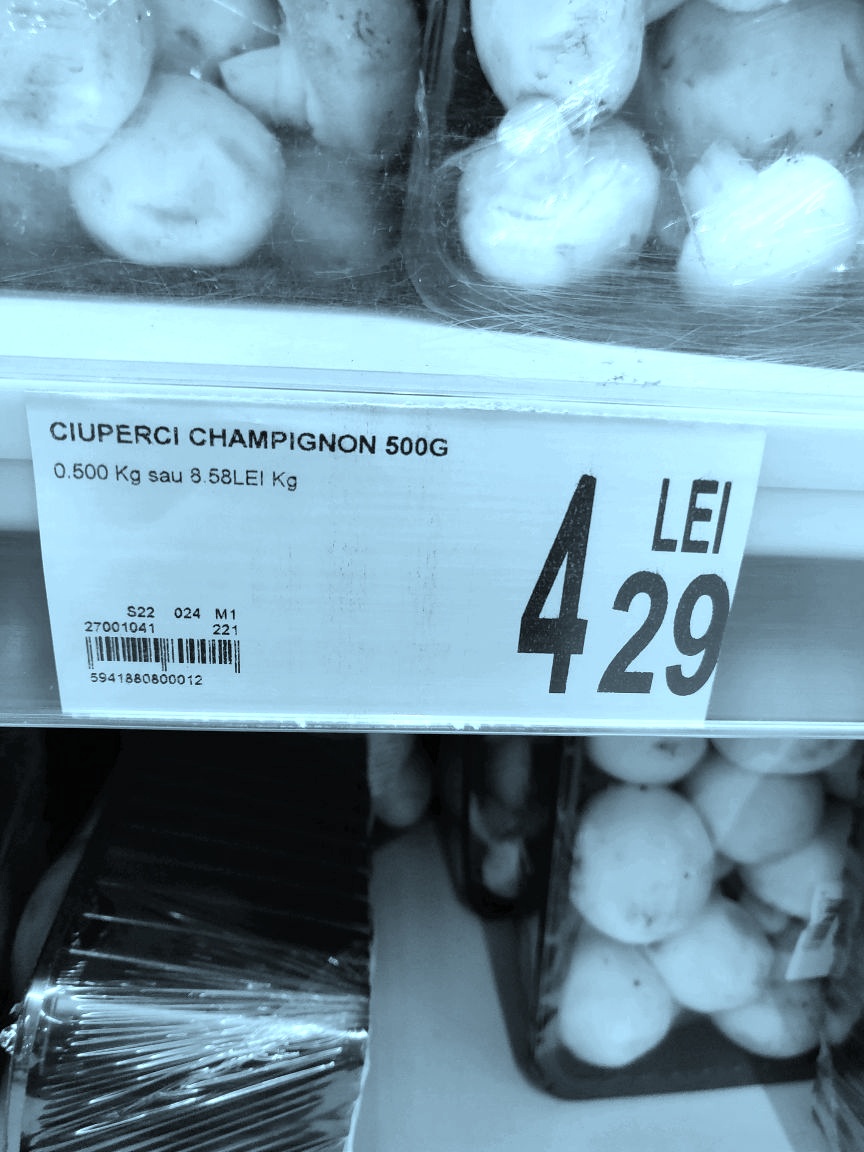 CIUPERCI CHAMPIGNON 500G
0.500 Kg sau 8.58LEI Kg
4 29 LEI
S22 024 M1
27001041 221
5941880800012